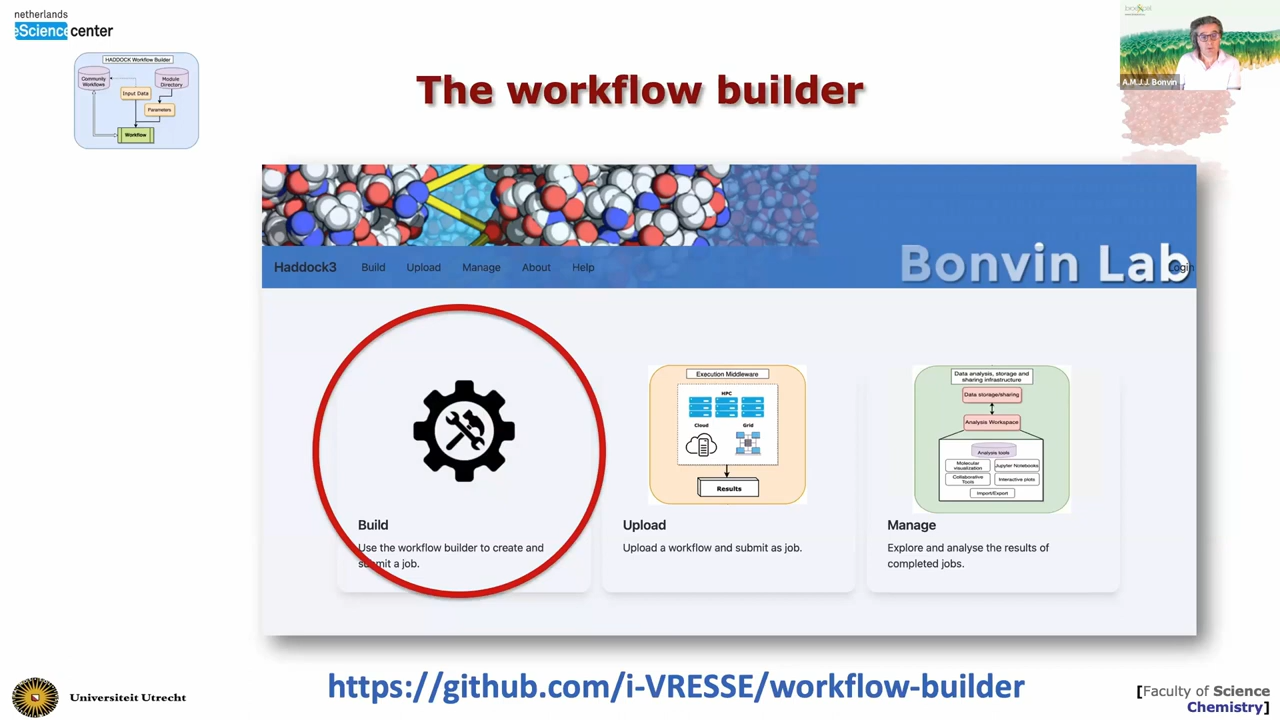 netherlands
eScience center
HADDOCK Workflow Builder
Community Workflows
Module Directory
Input Data
Parameters
Workflow
The workflow builder
A.M.J.J. Bonvin
Haddock3 Build Upload Manage About Help
Bonvin Lab
Login
Execution Middleware
HPC
Cloud Grid
Results
Data analysis, storage and
sharing infrastructure
Data storage/sharing
Analysis Workspace
Analysis tools
Molecular visualization
Jupyter Notebooks
Collaborative Tools
Interactive plots
Import/Export
Build
Use the workflow builder to create and
submit a job.
Upload
Upload a workflow and submit as job.
Manage
Explore and analyse the results of
completed jobs.
https://github.com/i-VRESSE/workflow-builder
Universiteit Utrecht
[Faculty of Science
Chemistry]